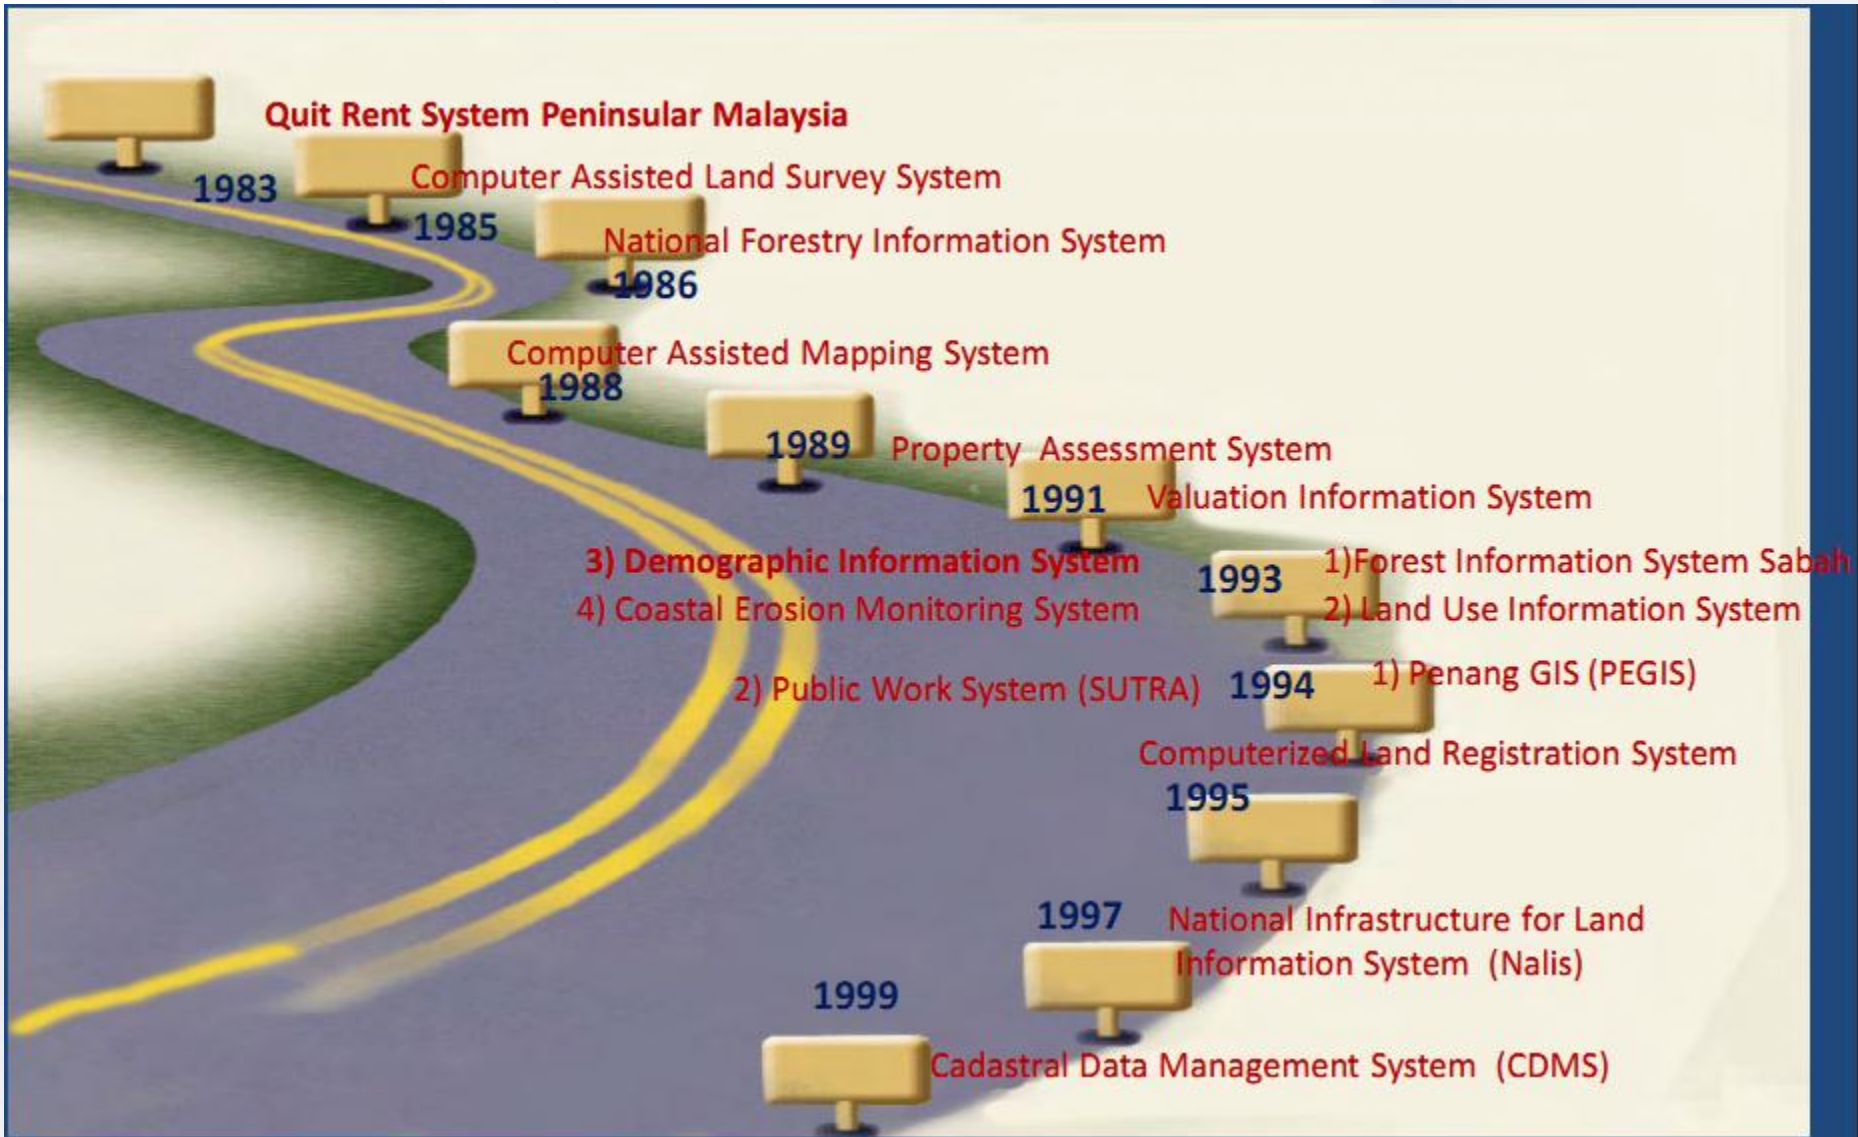 Quit Rent System Peninsular Malaysia
1983
Computer Assisted Land Survey System
1985
National Forestry Information System
1986
Computer Assisted Mapping System
1988
1989
Property Assessment System
1991
Valuation Information System
1993
1)Forest Information System Sabah
2) Land Use Information System
3) Demographic Information System
4) Coastal Erosion Monitoring System
1994
1) Penang GIS (PEGIS)
2) Public Work System (SUTRA)
Computerized Land Registration System
1995
1997
National Infrastructure for Land
Information System (Nalis)
1999
Cadastral Data Management System (CDMS)